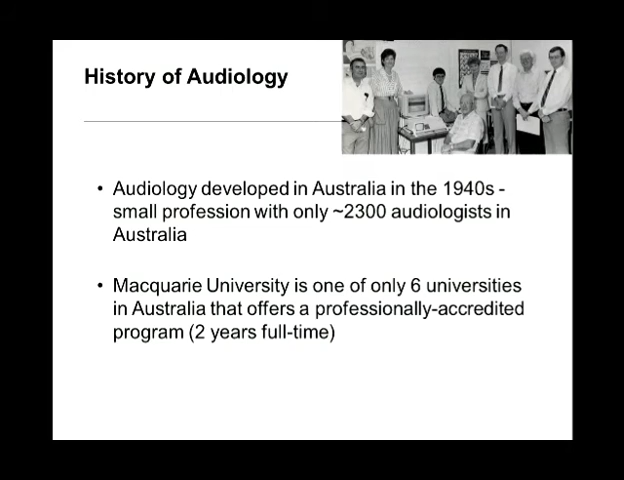 History of Audiology
• Audiology developed in Australia in the 1940s -
small profession with only ~2300 audiologists in
Australia
• Macquarie University is one of only 6 universities
in Australia that offers a professionally-accredited
program (2 years full-time)